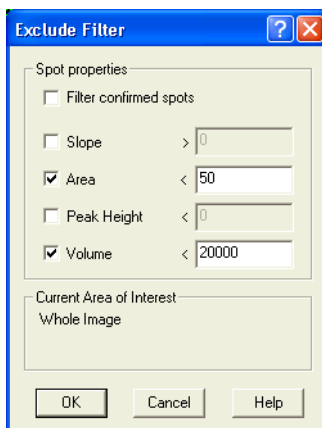 Exclude Filter ?
Spot properties
Filter confirmed spots
Slope > 0
Area < 50
Peak Height < 0
Volume < 20000
Current Area of Interest
Whole Image
OK Cancel Help